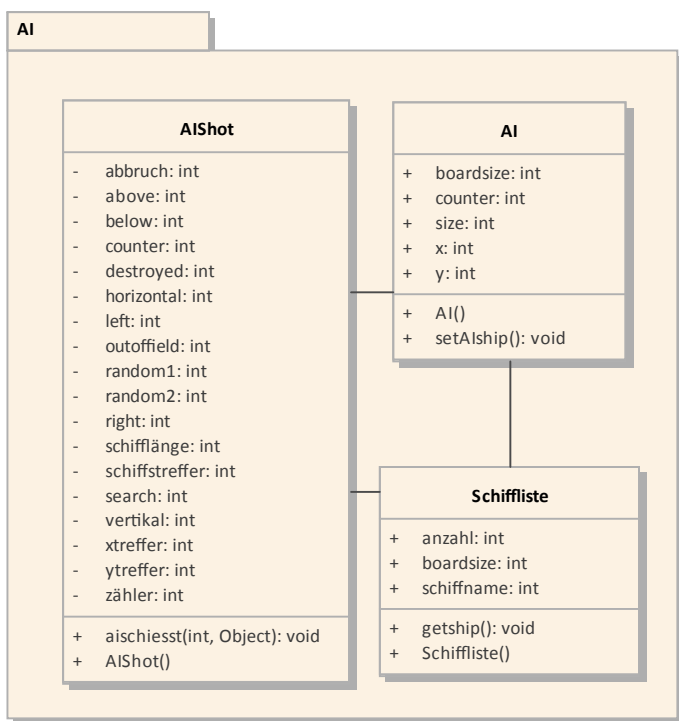 AI
AIShot
- abbruch: int
- above: int
- below: int
- counter: int
- destroyed: int
- horizontal: int
- left: int
- outoffield: int
- random1: int
- random2: int
- right: int
- schifflänge: int
- schiffstreffer: int
- search: int
- vertikal: int
- xtreffer: int
- ytreffer: int
- zähler: int
+ aischiesst(int, Object): void
+ AIShot()
AI
+ boardsize: int
+ counter: int
+ size: int
+ x: int
+ y: int
+ AI()
+ setAIship(): void
Schiffliste
+ anzahl: int
+ boardsize: int
+ schiffname: int
+ getship(): void
+ Schiffliste()